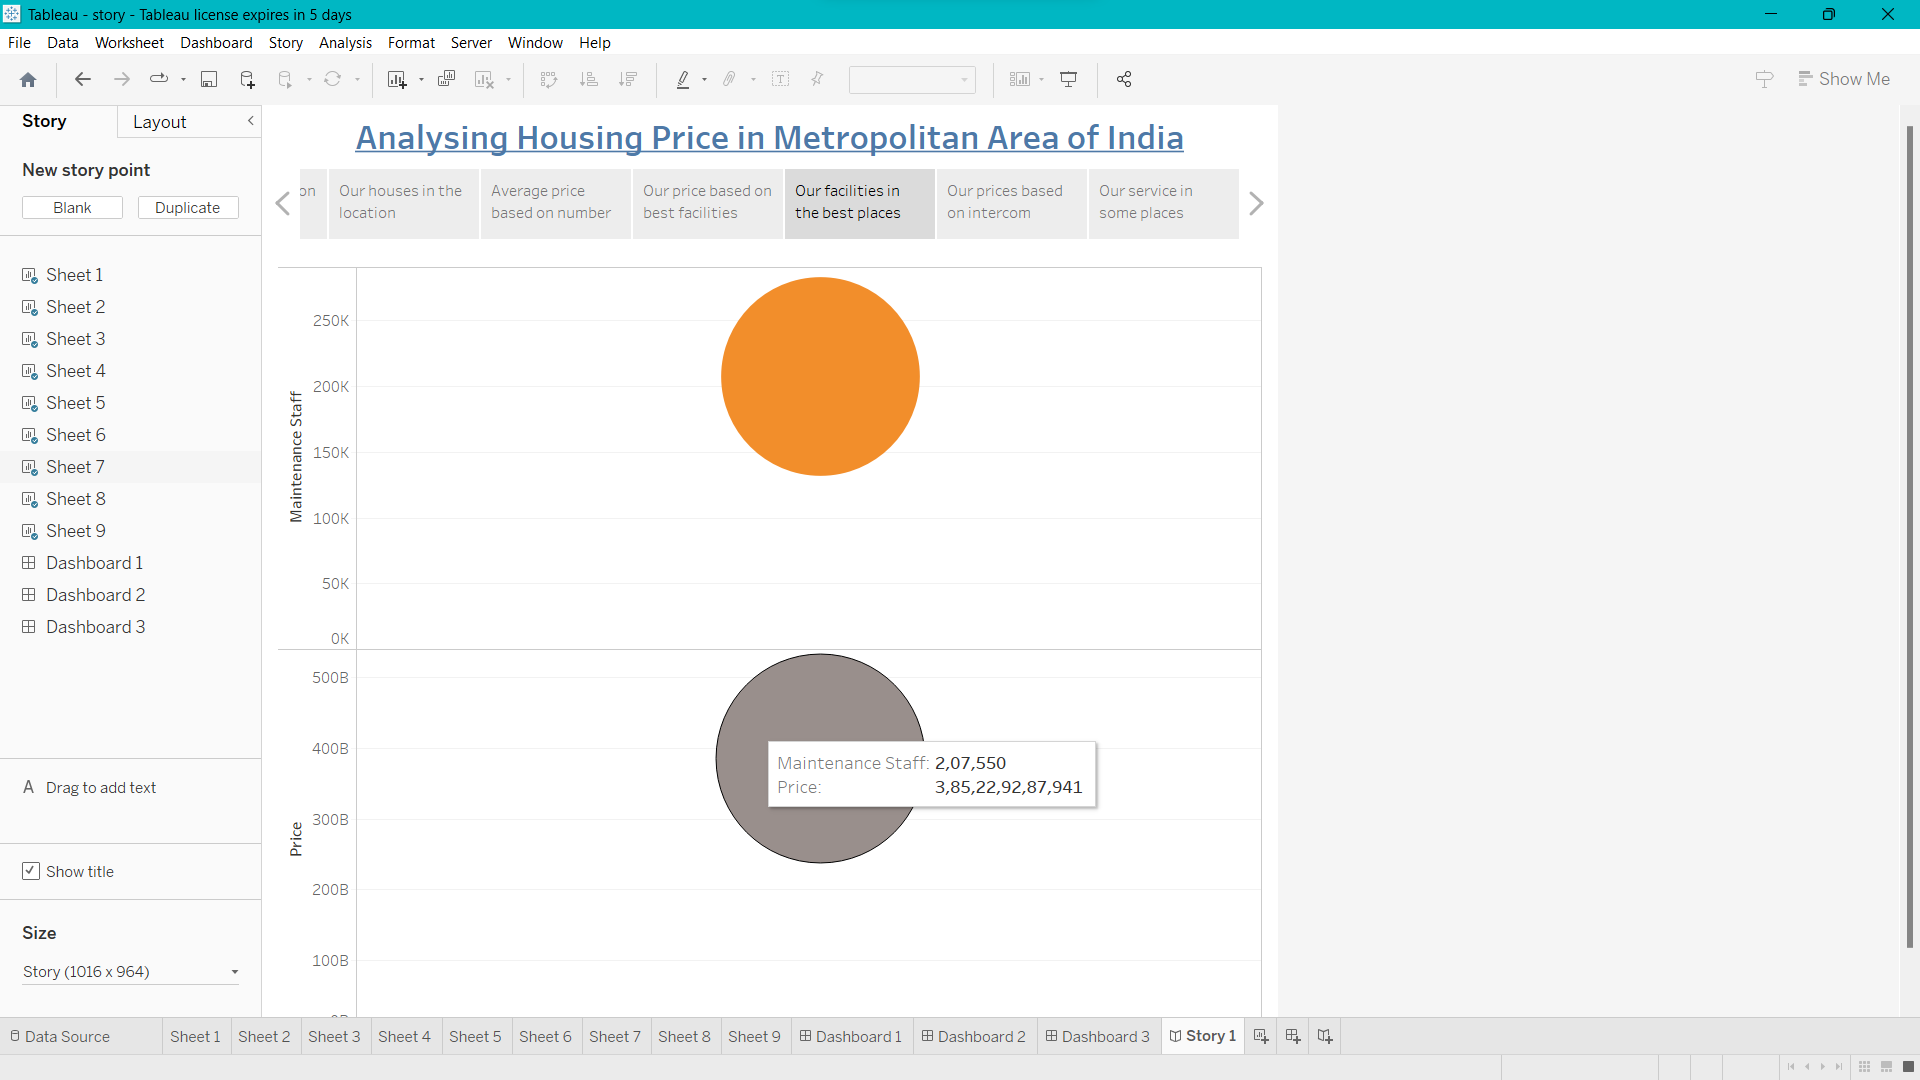 Tableau - story - Tableau license expires in 5 days
File Data Worksheet Dashboard Story Analysis Format Server Window Help
Show Me
Story Layout
New story point
Blank Duplicate
Sheet 1
Sheet 2
Sheet 3
Sheet 4
Sheet 5
Sheet 6
Sheet 7
Sheet 8
Sheet 9
Dashboard 1
Dashboard 2
Dashboard 3
A Drag to add text
Show title
Size
Story (1016 x 964)
Analysing Housing Price in Metropolitan Area of India
on
Our houses in the
location
Average price
based on number
Our price based on
best facilities
Our facilities in
the best places
Our prices based
on intercom
Our service in
some places
Maintenance Staff
250K
200K
150K
100K
50K
0K
Price
500B
400B
300B
200B
100B
Maintenance Staff: 2,07,550
Price: 3,85,22,92,87,941
Data Source Sheet 1 Sheet 2 Sheet 3 Sheet 4 Sheet 5 Sheet 6 Sheet 7 Sheet 8 Sheet 9 Dashboard 1 Dashboard 2 Dashboard 3 Story 1